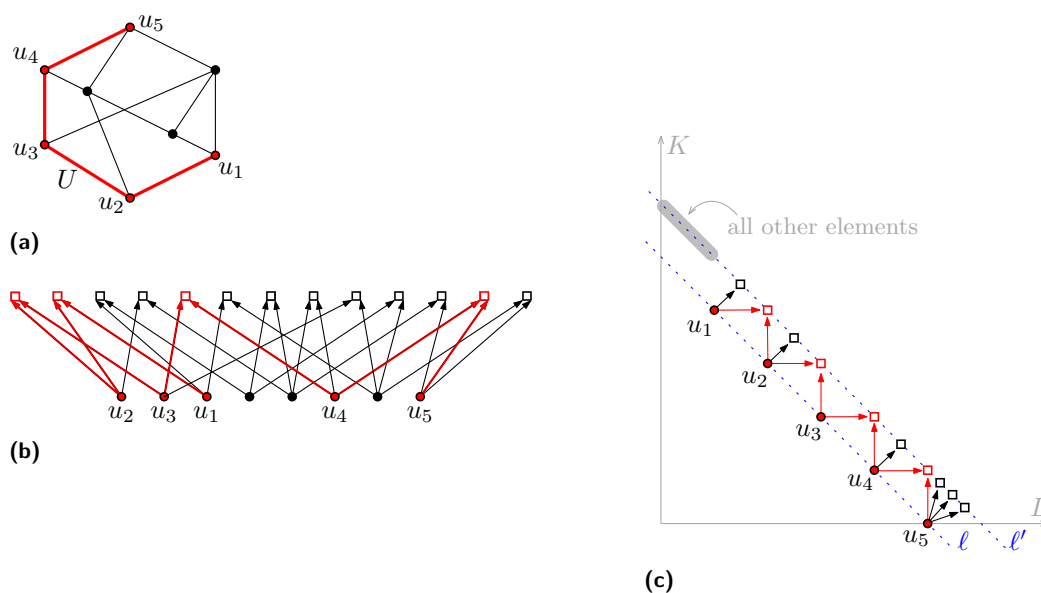 u5
u4
u3
U
u2
u1
(a)
u2 u3 u1 u4 u5
(b)
K
all other elements
u1
u2
u3
u4
u5
L
ℓ ℓ'
(c)